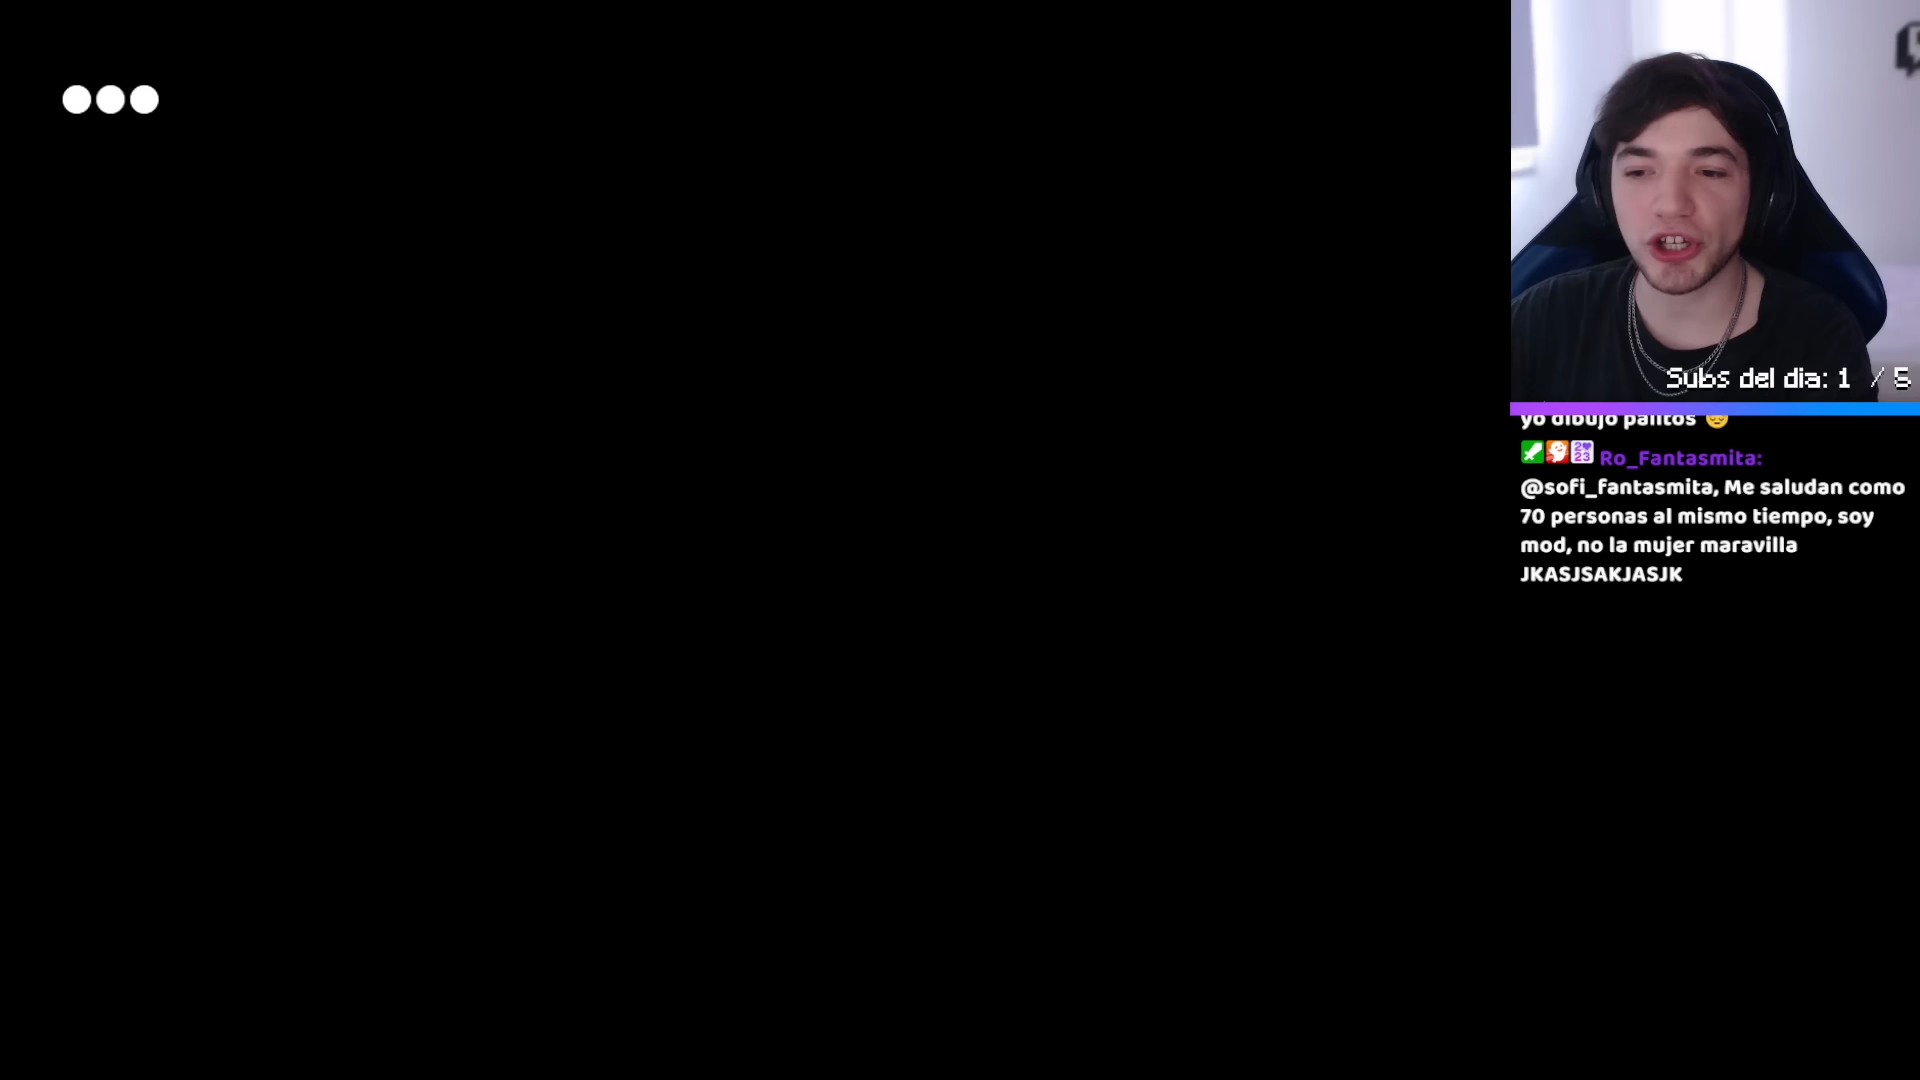 Subs del dia: 1 / 5
yo dibujo palitos 😔
Ro_Fantasmita:
@sofi_fantasmita, Me saludan como
70 personas al mismo tiempo, soy
mod, no la mujer maravilla
JKASJSAKJASJK